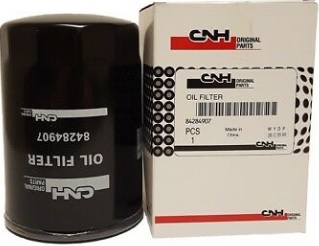 CNH
ORIGINAL
PARTS
OIL FILTER
84284907
CNH
ORIGINAL
PARTS
CNH
ORIGINAL
PARTS
OIL FILTER
84284907
PCS
1
Made in
China
CNH
ORIGINAL
PARTS